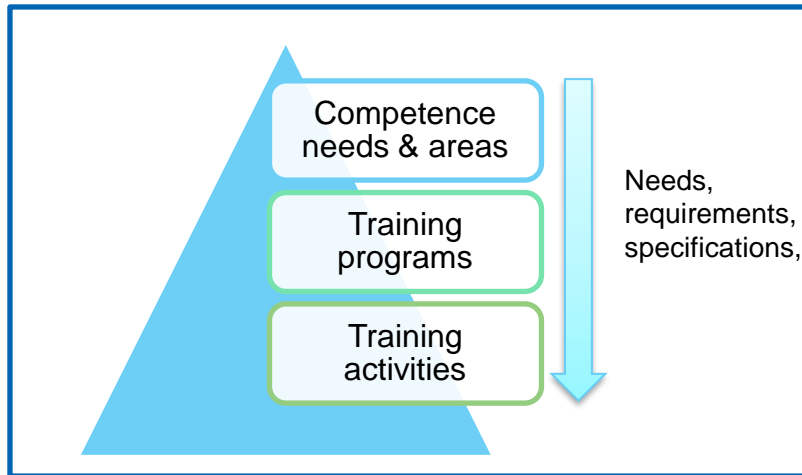 Competence
needs & areas
Training
programs
Training
activities
Needs,
requirements,
specifications,